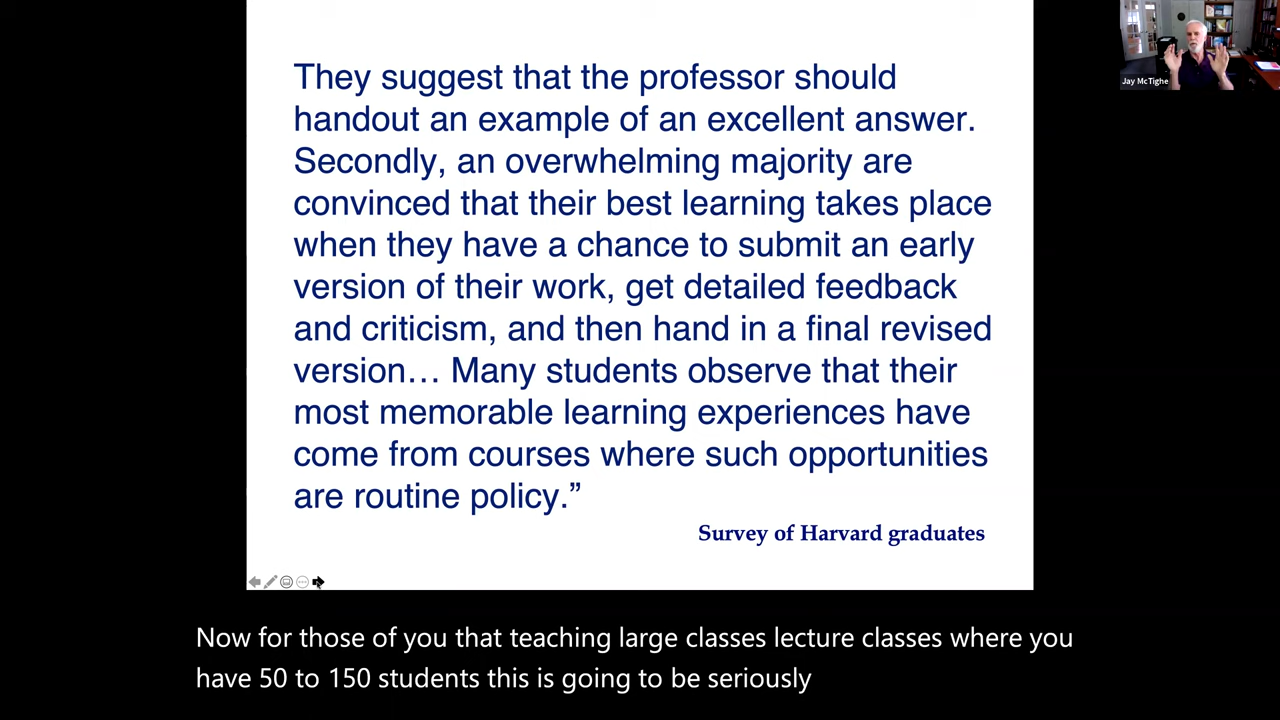 They suggest that the professor should
handout an example of an excellent answer.
Secondly, an overwhelming majority are
convinced that their best learning takes place
when they have a chance to submit an early
version of their work, get detailed feedback
and criticism, and then hand in a final revised
version… Many students observe that their
most memorable learning experiences have
come from courses where such opportunities
are routine policy.”
Survey of Harvard graduates
Jay McTighe
Now for those of you that teaching large classes lecture classes where you
have 50 to 150 students this is going to be seriously